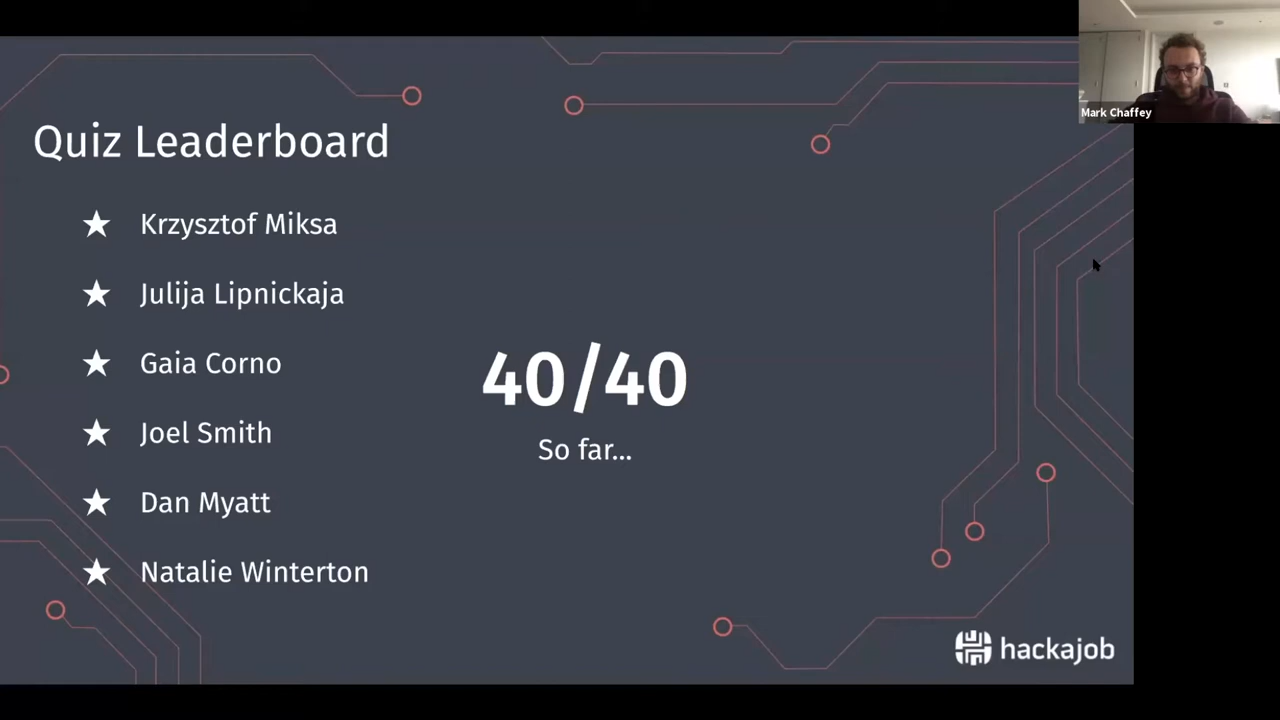 Mark Chaffey
Quiz Leaderboard
★ Krzysztof Miksa
★ Julija Lipnickaja
★ Gaia Corno
★ Joel Smith
★ Dan Myatt
★ Natalie Winterton
40/40
So far...
hackajob